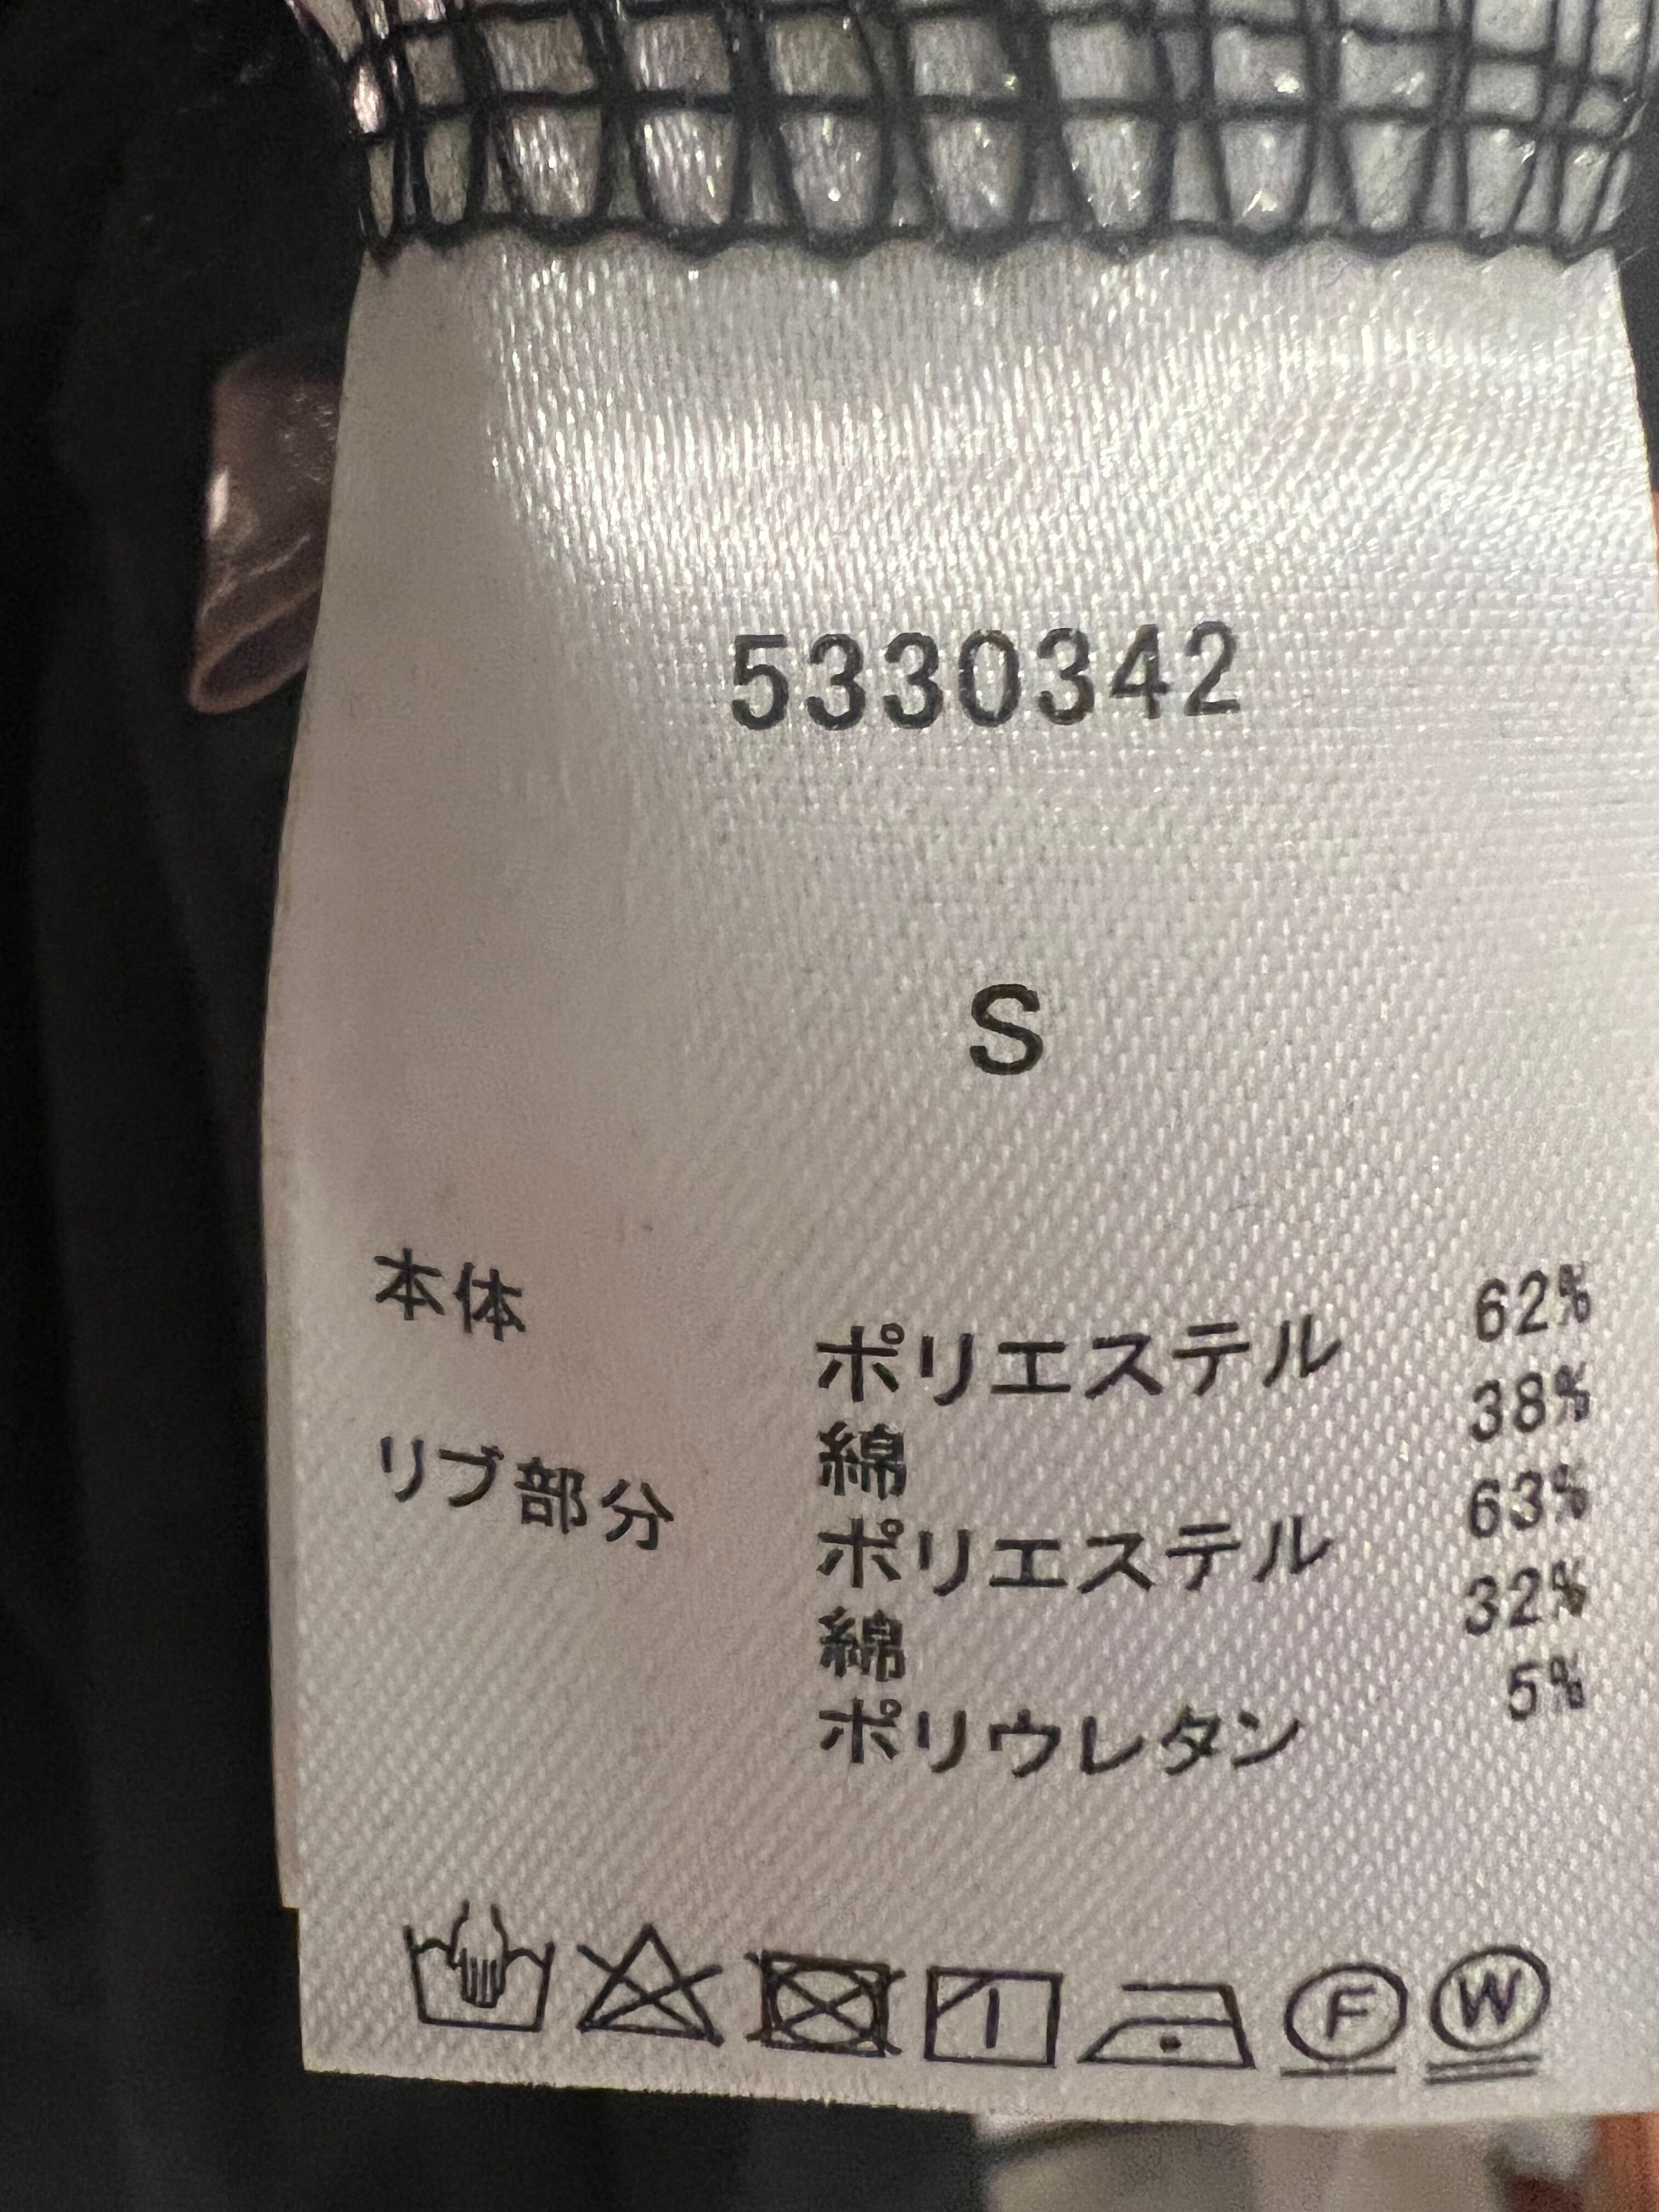 5330342
S
本体
ポリエステル 62%
綿 38%
リブ部分
ポリエステル 63%
綿 32%
ポリウレタン 5%
F W